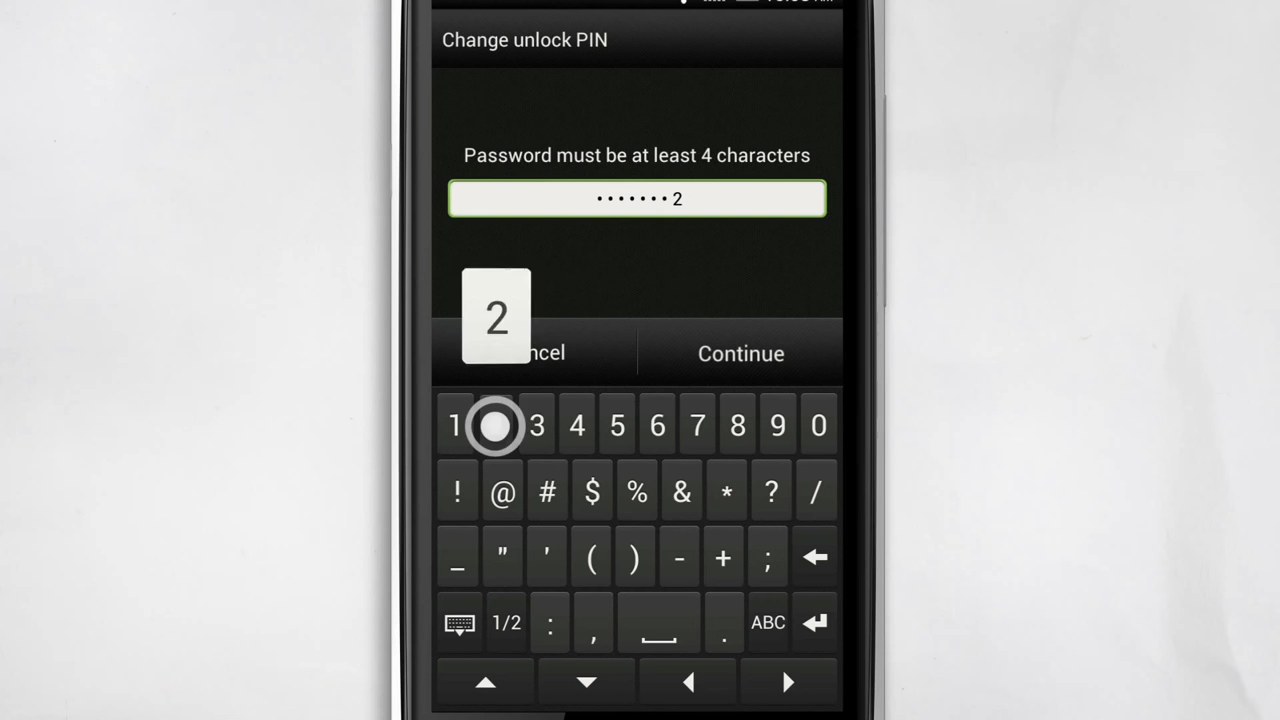 Change unlock PIN
Password must be at least 4 characters
•••••••2
2
ncel
Continue
1 3 4 5 6 7 8 9 0
! @ # $ % & * ? /
_ " ' ( ) - + ;
1/2 : , . ABC